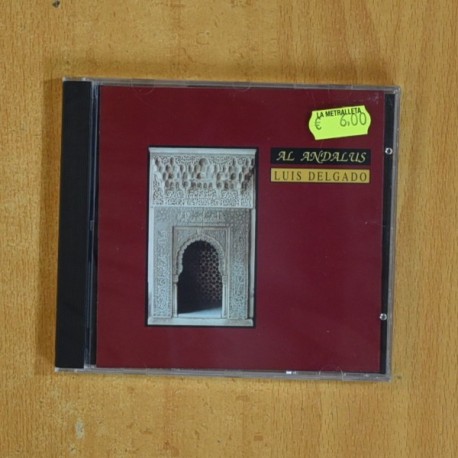 LA METRALLETA
€ 6,00
AL ANDALUS
LUIS DELGADO